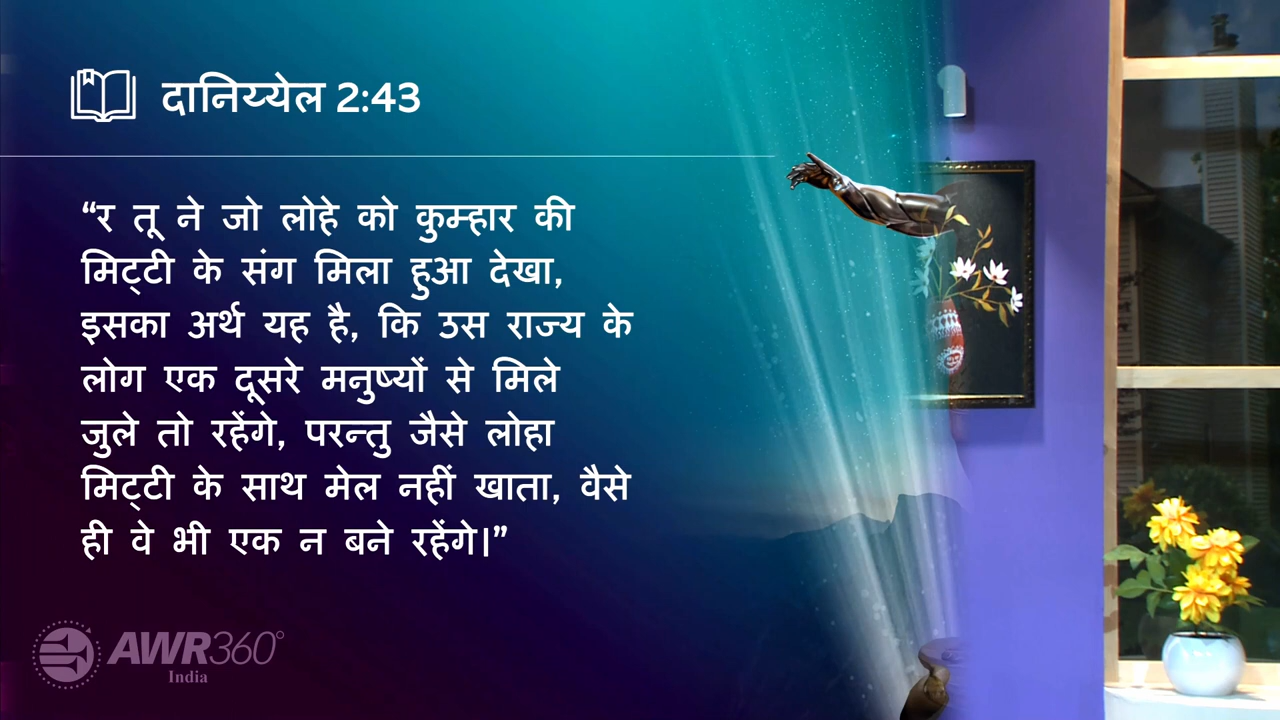 दानिय्येल 2:43
“र तू ने जो लोहे को कुम्हार की
मिट्टी के संग मिला हुआ देखा,
इसका अर्थ यह है, कि उस राज्य के
लोग एक दूसरे मनुष्यों से मिले
जुले तो रहेंगे, परन्तु जैसे लोहा
मिट्टी के साथ मेल नहीं खाता, वैसे
ही वे भी एक न बने रहेंगे।”
AWR360°
India